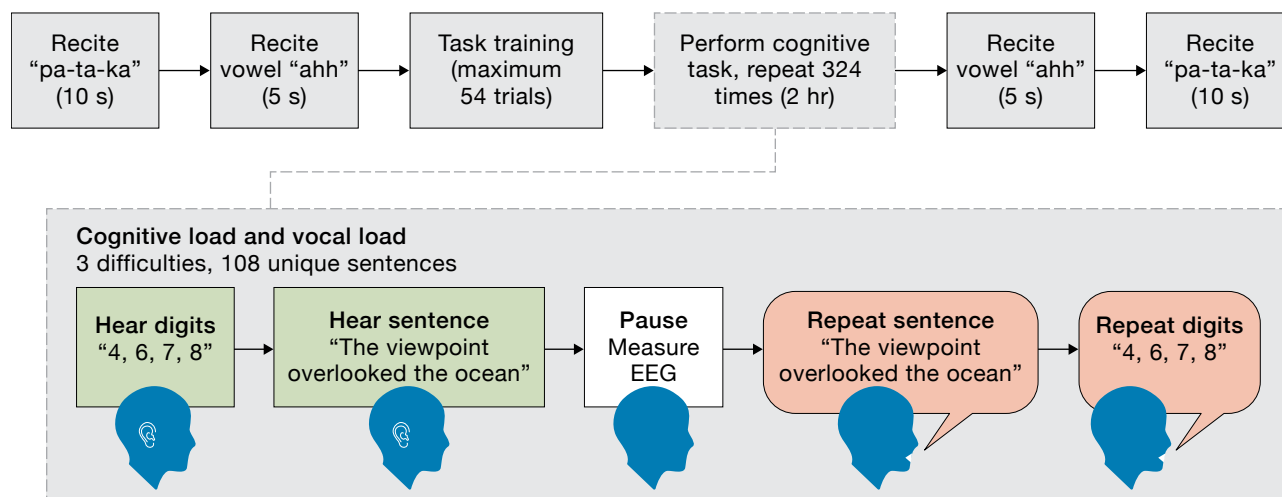 Recite
“pa-ta-ka”
(10 s)
Recite
vowel “ahh”
(5 s)
Task training
(maximum
54 trials)
Perform cognitive
task, repeat 324
times (2 hr)
Recite
vowel “ahh”
(5 s)
Recite
“pa-ta-ka”
(10 s)
Cognitive load and vocal load
3 difficulties, 108 unique sentences
Hear digits
“4, 6, 7, 8”
Hear sentence
“The viewpoint
overlooked the ocean”
Pause
Measure
EEG
Repeat sentence
“The viewpoint
overlooked the ocean”
Repeat digits
“4, 6, 7, 8”